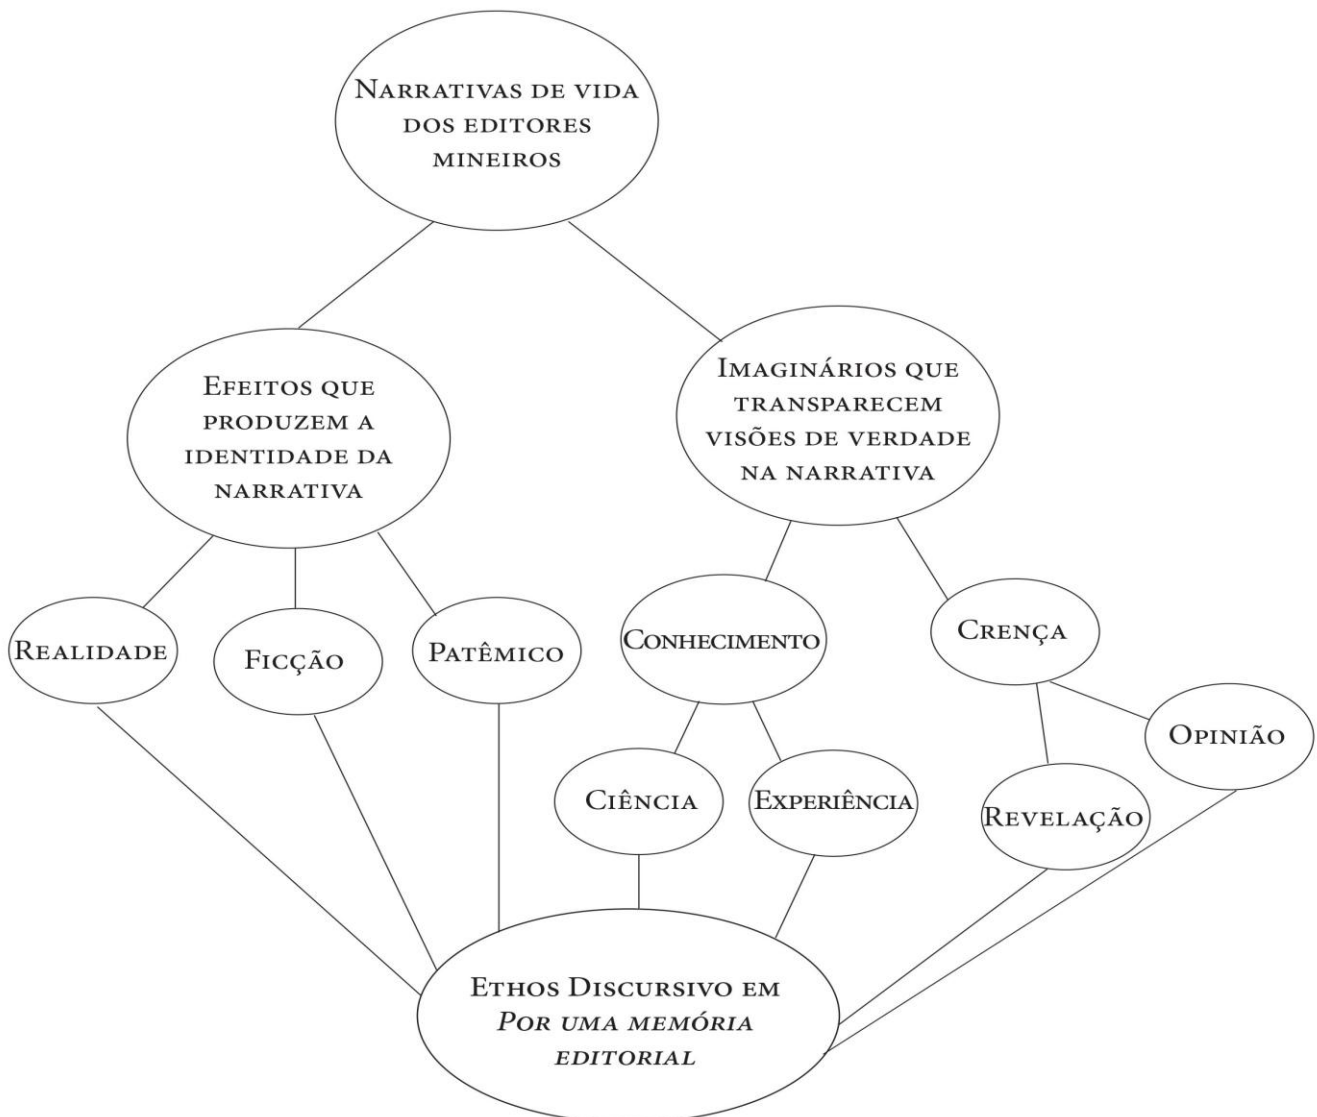 Narrativas de vida
dos editores
mineiros
Efeitos que
produzem a
identidade da
narrativa
Imaginários que
transparecem
visões de verdade
na narrativa
Realidade
Ficção
Patêmico
Conhecimento
Crença
Opinião
Ciência
Experiência
Revelação
Ethos Discursivo em
Por uma memória
editorial